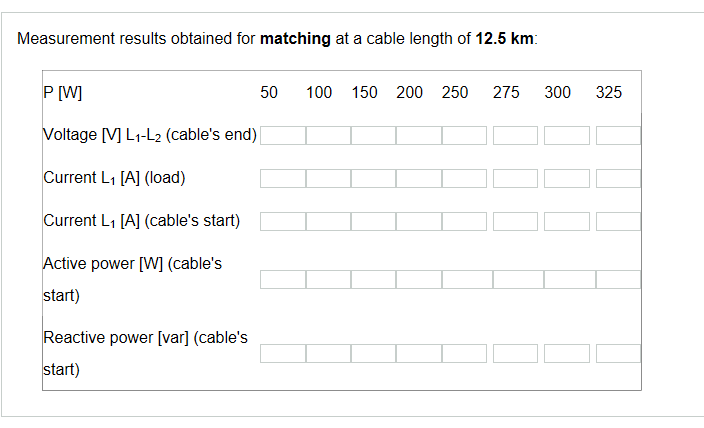 Measurement results obtained for matching at a cable length of 12.5 km:
P [W] 50 100 150 200 250 275 300 325
Voltage [V] L₁-L₂ (cable's end)
Current L₁ [A] (load)
Current L₁ [A] (cable's start)
Active power [W] (cable's
start)
Reactive power [var] (cable's
start)